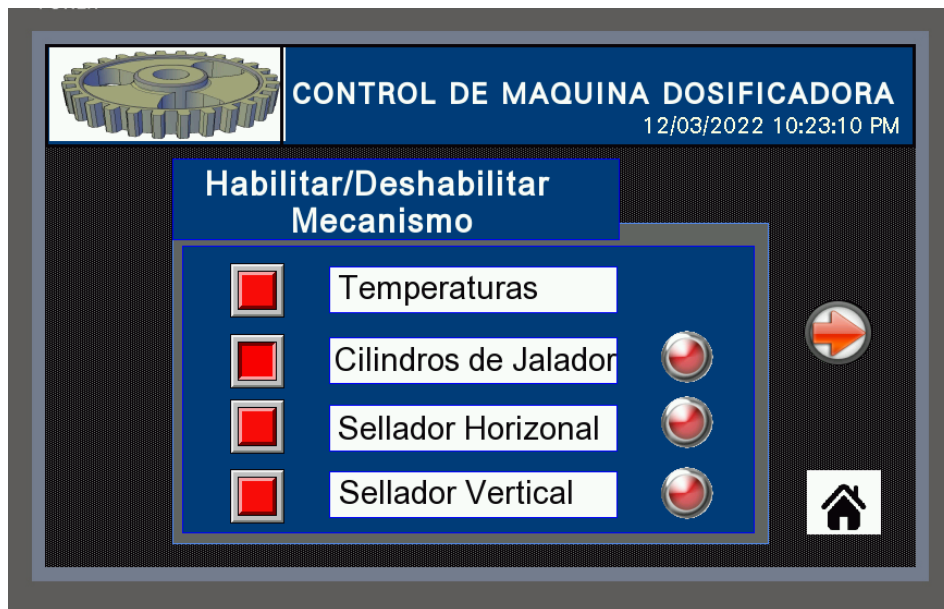 CONTROL DE MAQUINA DOSIFICADORA
12/03/2022 10:23:10 PM
Habilitar/Deshabilitar
Mecanismo
Temperaturas
Cilindros de Jalador
Sellador Horizonal
Sellador Vertical